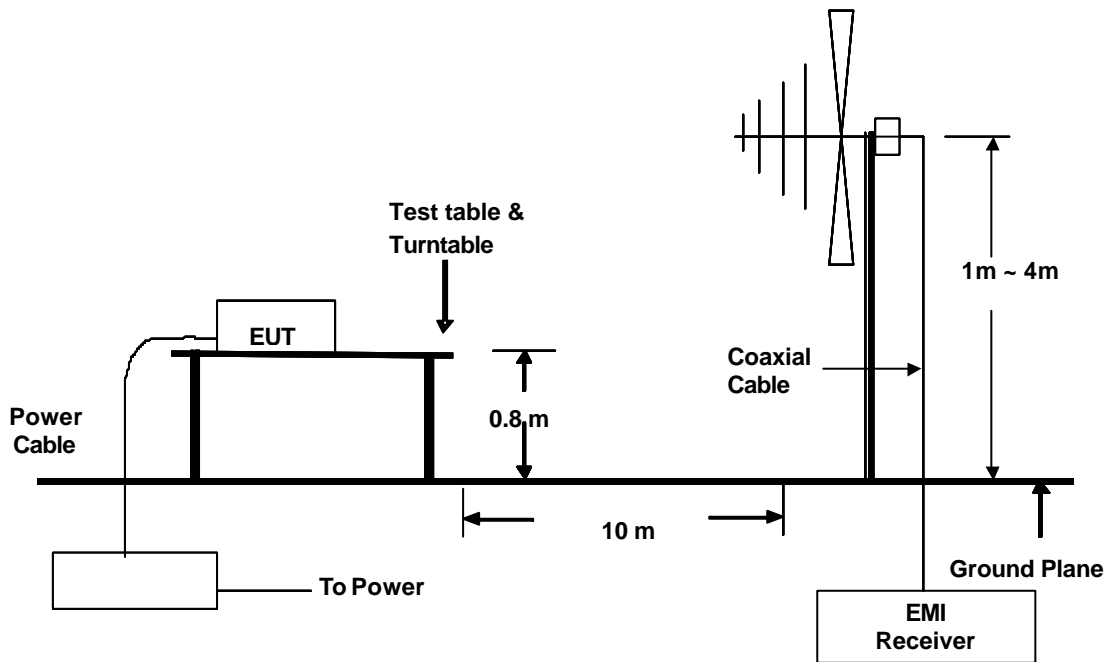 Test table &
Turntable
1m ~ 4m
EUT
Coaxial
Cable
0.8 m
Power
Cable
10 m
To Power
Ground Plane
EMI
Receiver